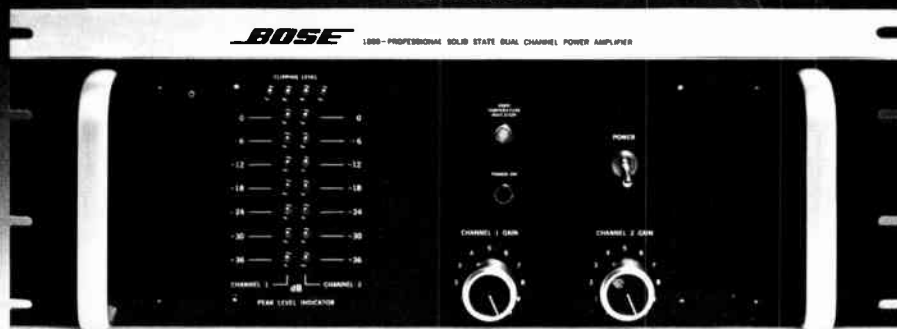 BOSE
1800-PROFESSIONAL SOLID STATE DUAL CHANNEL POWER AMPLIFIER
CLIPPING LEVEL
0 0
-6 -6
-12 -12
-18 -18
-24 -24
-30 -30
-36 -36
CHANNEL 1 CHANNEL 2
dB
PEAK LEVEL INDICATOR
TEMPERATURE
INDICATOR
POWER ON
POWER
CHANNEL 1 GAIN
CHANNEL 2 GAIN